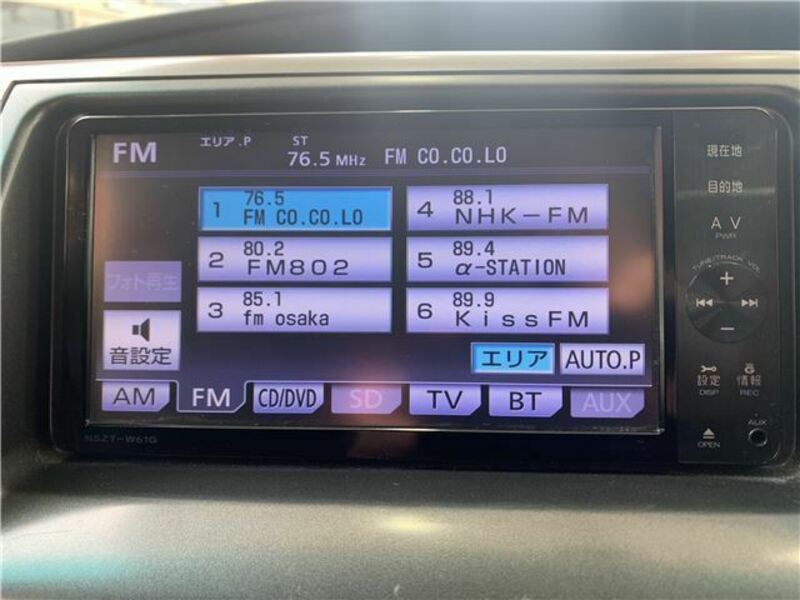 FM エリア.P ST 76.5 MHz FM CO.CO.LO
1 76.5 FM CO.CO.LO
2 80.2 FM802
3 85.1 fm osaka
4 88.1 NHK-FM
5 89.4 α-STATION
6 89.9 KissFM
フォト再生
音設定
エリア AUTO.P
AM FM CD/DVD SD TV BT AUX
NSZT-W61G
現在地
目的地
AV
PWR
TUNE/TRACK VOL
+
−
設定 情報
DISP REC
OPEN AUX